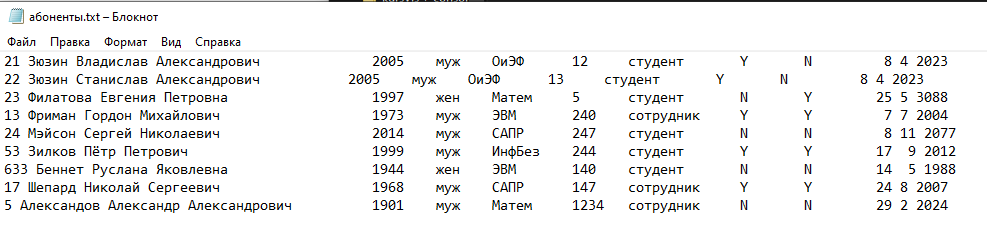 абоненты.txt – Блокнот
Файл Правка Формат Вид Справка
21 Зюзин Владислав Александрович 2005 муж ОиЭФ 12 студент Y N 8 4 2023
22 Зюзин Станислав Александрович 2005 муж ОиЭФ 13 студент Y N 8 4 2023
23 Филатова Евгения Петровна 1997 жен Матем 5 студент N Y 25 5 3088
13 Фриман Гордон Михайлович 1973 муж ЭВМ 240 сотрудник Y Y 7 7 2004
24 Мэйсон Сергей Николаевич 2014 муж САПР 247 студент N N 8 11 2077
53 Зилков Пётр Петрович 1999 муж ИнфБез 244 студент Y Y 17 9 2012
633 Беннет Руслана Яковлевна 1944 жен ЭВМ 140 студент N N 14 5 1988
17 Шепард Николай Сергеевич 1968 муж САПР 147 сотрудник Y Y 24 8 2007
5 Александов Александр Александрович 1901 муж Матем 1234 сотрудник N N 29 2 2024